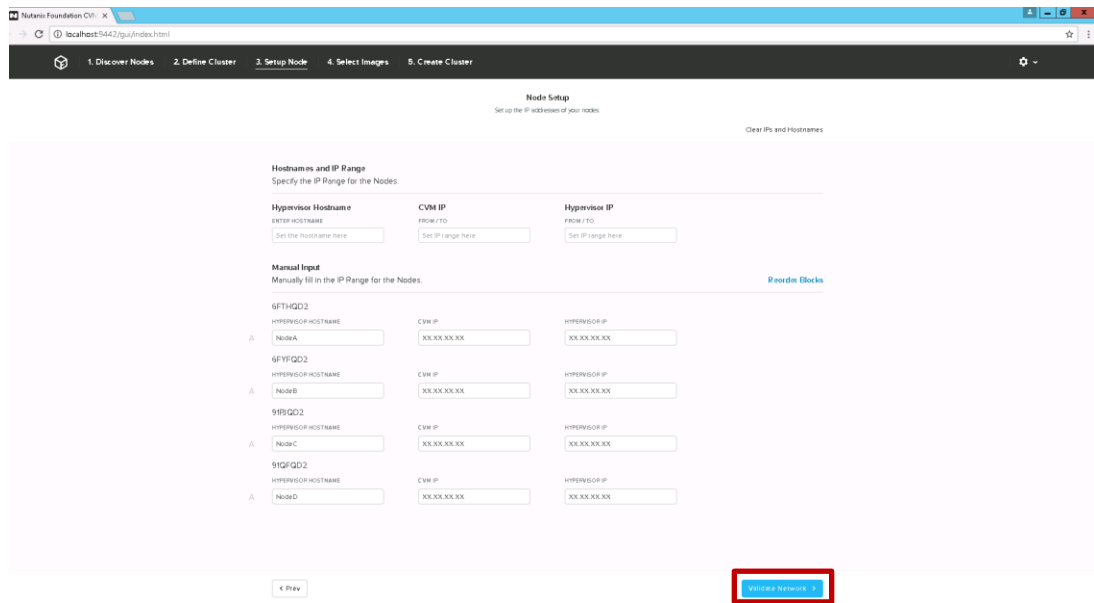 Nutanix Foundation CVM
localhost:9442/gui/index.html
1. Discover Nodes 2. Define Cluster 3. Setup Node 4. Select Images 5. Create Cluster
Node Setup
Set up the IP addresses of your nodes.
Clear IPs and Hostnames
Hostnames and IP Range
Specify the IP Range for the Nodes.
Hypervisor Hostname CVM IP Hypervisor IP
ENTER HOSTNAME FROM / TO FROM / TO
Set the hostname here Set IP range here Set IP range here
Manual Input
Manually fill in the IP Range for the Nodes. Reorder Blocks
6FTHQD2
HYPERVISOR HOSTNAME CVM IP HYPERVISOR IP
A NodeA XX.XX.XX.XX XX.XX.XX.XX
6FYFQD2
HYPERVISOR HOSTNAME CVM IP HYPERVISOR IP
A NodeB XX.XX.XX.XX XX.XX.XX.XX
HYPERVISOR HOSTNAME CVM IP HYPERVISOR IP
A NodeC XX.XX.XX.XX XX.XX.XX.XX
91QFQD2
HYPERVISOR HOSTNAME CVM IP HYPERVISOR IP
A NodeD XX.XX.XX.XX XX.XX.XX.XX
< Prev Validate Network >